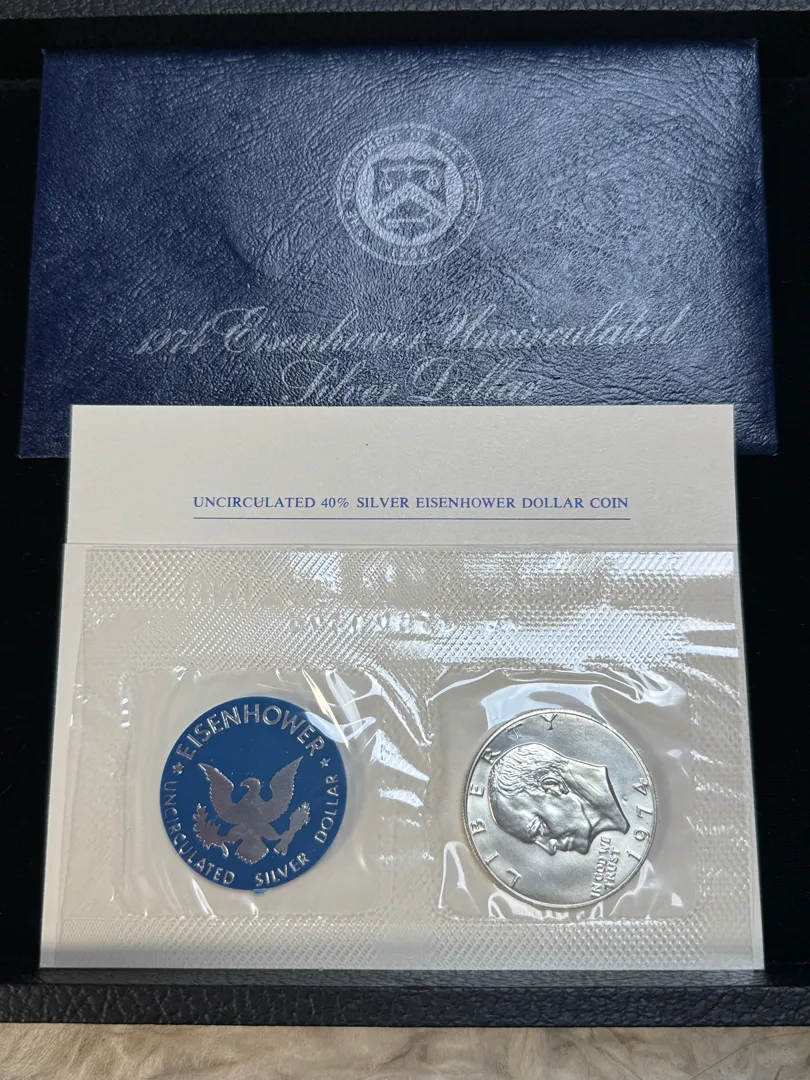 1974 Eisenhower Uncirculated
Silver Dollar
UNCIRCULATED 40% SILVER EISENHOWER DOLLAR COIN
EISENHOWER
UNCIRCULATED SILVER DOLLAR
LIBERTY
IN GOD WE
TRUST
1974